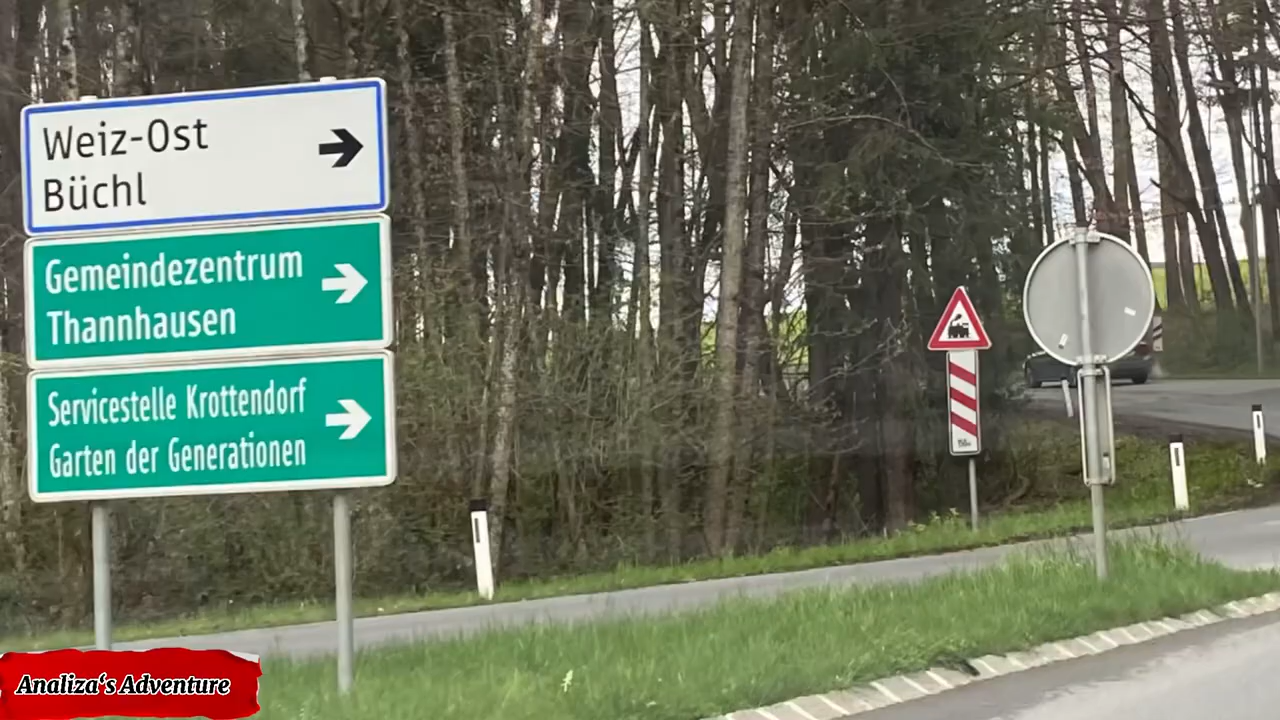 Weiz-Ost
Büchl
Gemeindezentrum
Thannhausen
Servicestelle Krottendorf
Garten der Generationen
Analiza's Adventure